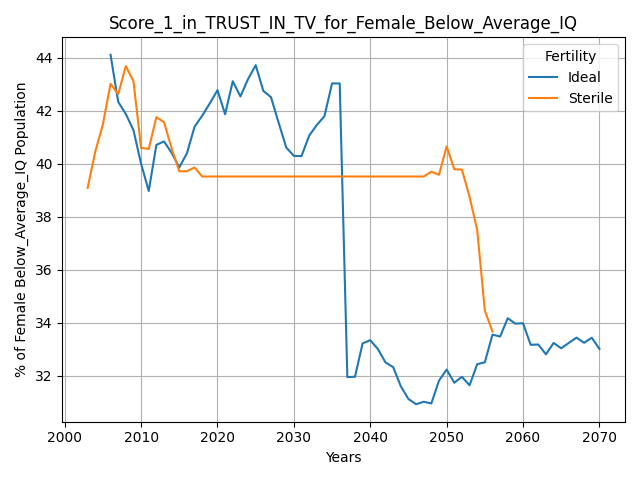 Score_1_in_TRUST_IN_TV_for_Female_Below_Average_IQ
Fertility
Ideal
Sterile
% of Female Below_Average_IQ Population
44
42
40
38
36
34
32
2000 2010 2020 2030 2040 2050 2060 2070
Years